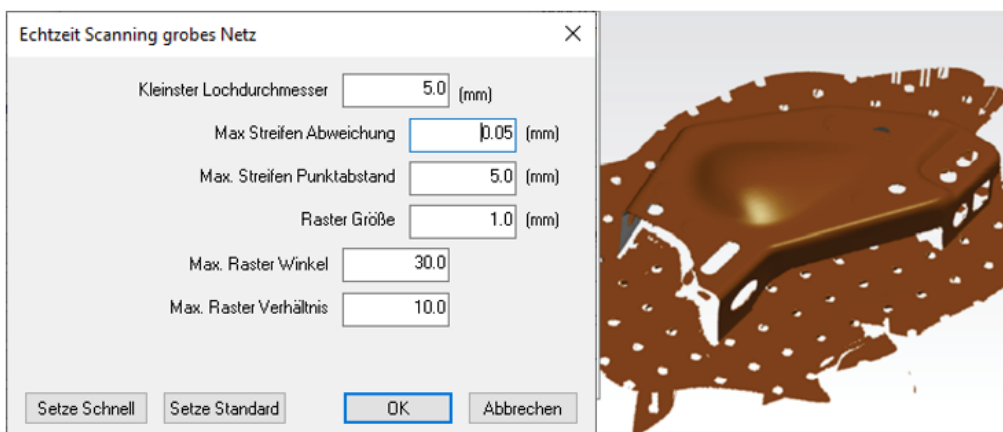 Echtzeit Scanning grobes Netz
Kleinster Lochdurchmesser 5.0 (mm)
Max Streifen Abweichung 0.05 (mm)
Max. Streifen Punktabstand 5.0 (mm)
Raster Größe 1.0 (mm)
Max. Raster Winkel 30.0
Max. Raster Verhältnis 10.0
Setze Schnell Setze Standard OK Abbrechen